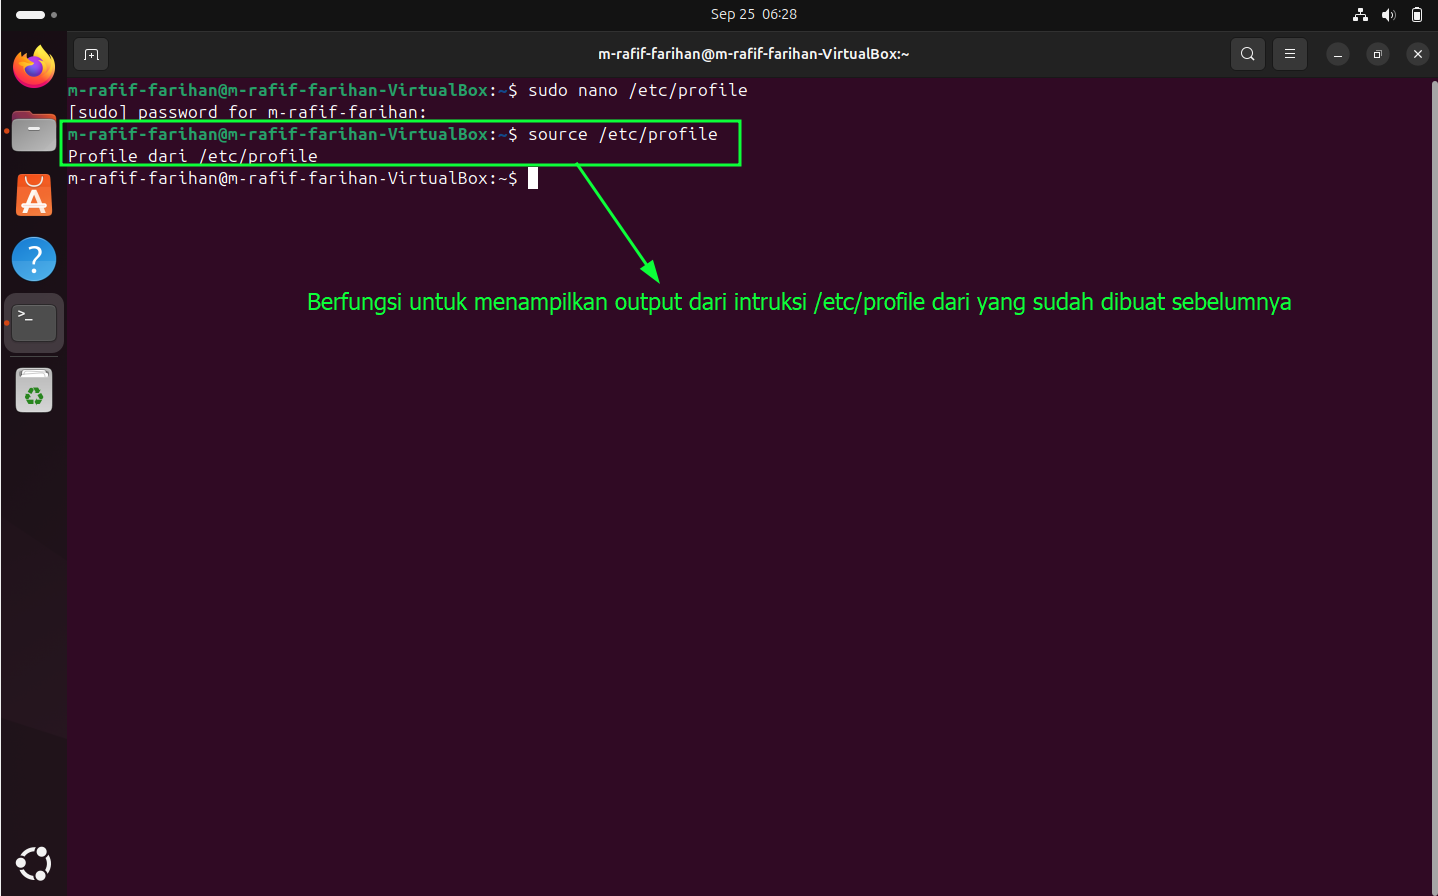 Sep 25 06:28
m-rafif-farihan@m-rafif-farihan-VirtualBox:~
m-rafif-farihan@m-rafif-farihan-VirtualBox:~$ sudo nano /etc/profile
[sudo] password for m-rafif-farihan:
m-rafif-farihan@m-rafif-farihan-VirtualBox:~$ source /etc/profile
Profile dari /etc/profile
m-rafif-farihan@m-rafif-farihan-VirtualBox:~$
Berfungsi untuk menampilkan output dari intruksi /etc/profile dari yang sudah dibuat sebelumnya